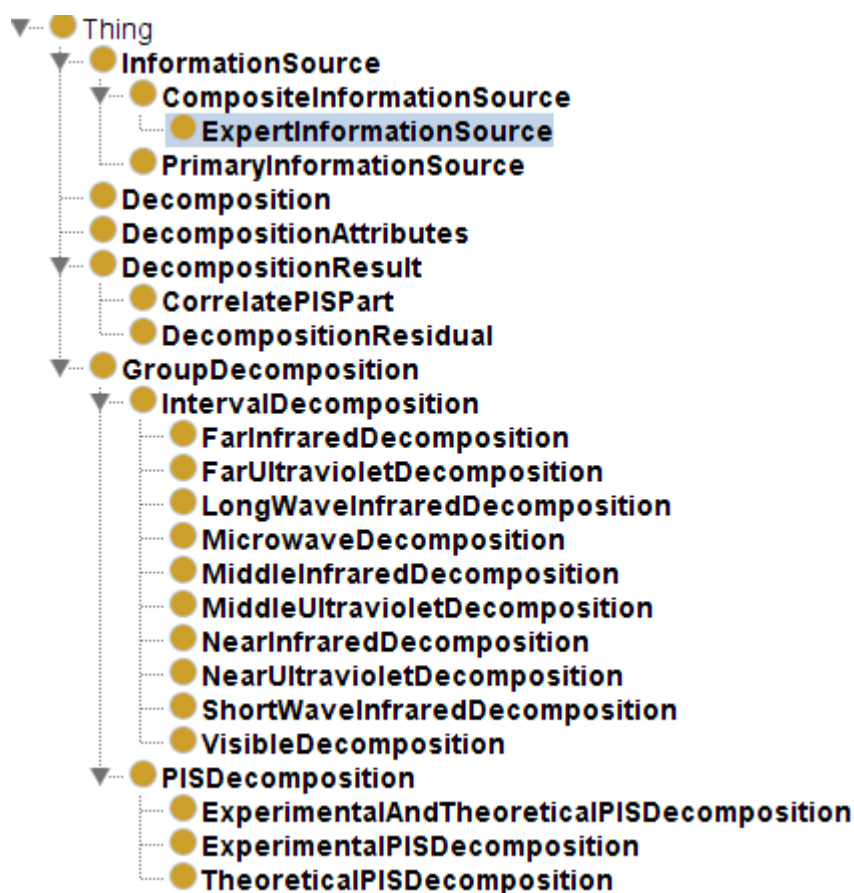 Thing
InformationSource
CompositeInformationSource
ExpertInformationSource
PrimaryInformationSource
Decomposition
DecompositionAttributes
DecompositionResult
CorrelatePISPart
DecompositionResidual
GroupDecomposition
IntervalDecomposition
FarInfraredDecomposition
FarUltravioletDecomposition
LongWaveInfraredDecomposition
MicrowaveDecomposition
MiddleInfraredDecomposition
MiddleUltravioletDecomposition
NearInfraredDecomposition
NearUltravioletDecomposition
ShortWaveInfraredDecomposition
VisibleDecomposition
PISDecomposition
ExperimentalAndTheoreticalPISDecomposition
ExperimentalPISDecomposition
TheoreticalPISDecomposition